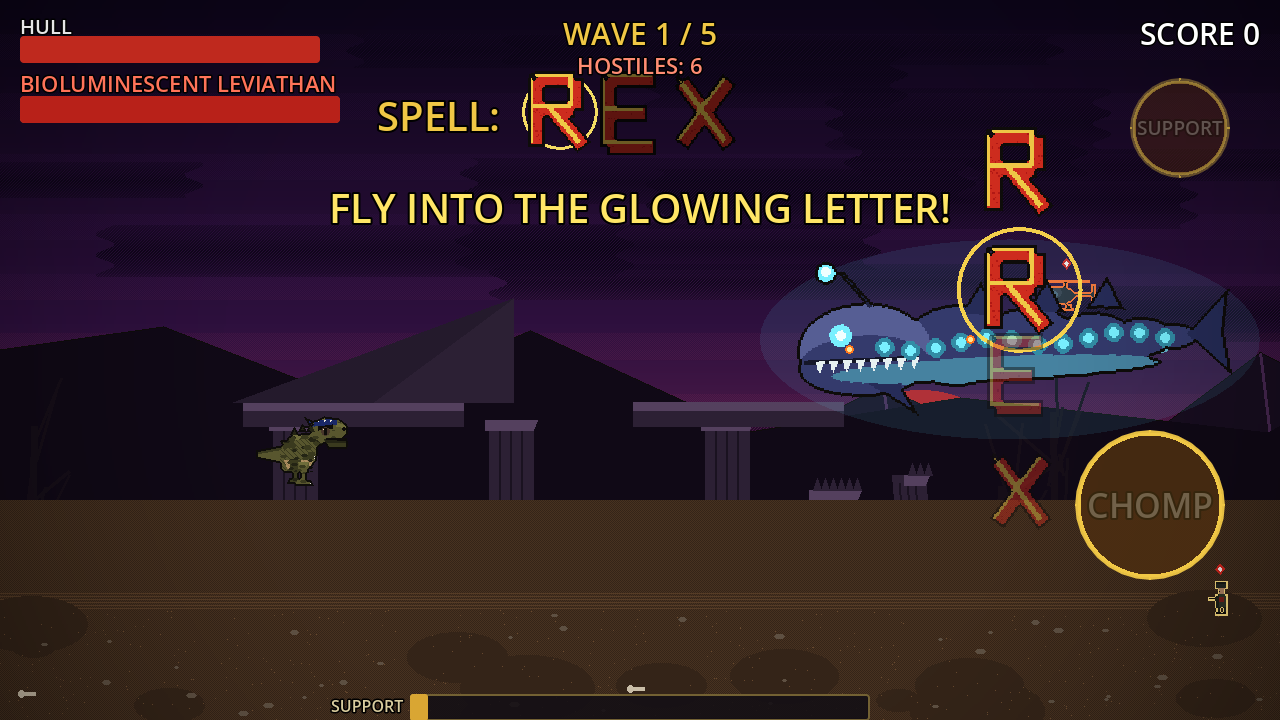 HULL
WAVE 1 / 5
SCORE 0
HOSTILES: 6
BIOLUMINESCENT LEVIATHAN
SPELL: REX
SUPPORT
FLY INTO THE GLOWING LETTER!
R
R
E
X
CHOMP
SUPPORT